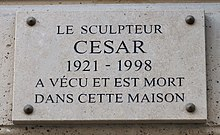 LE SCULPTEUR
CESAR
1921 - 1998
A VÉCU ET EST MORT
DANS CETTE MAISON